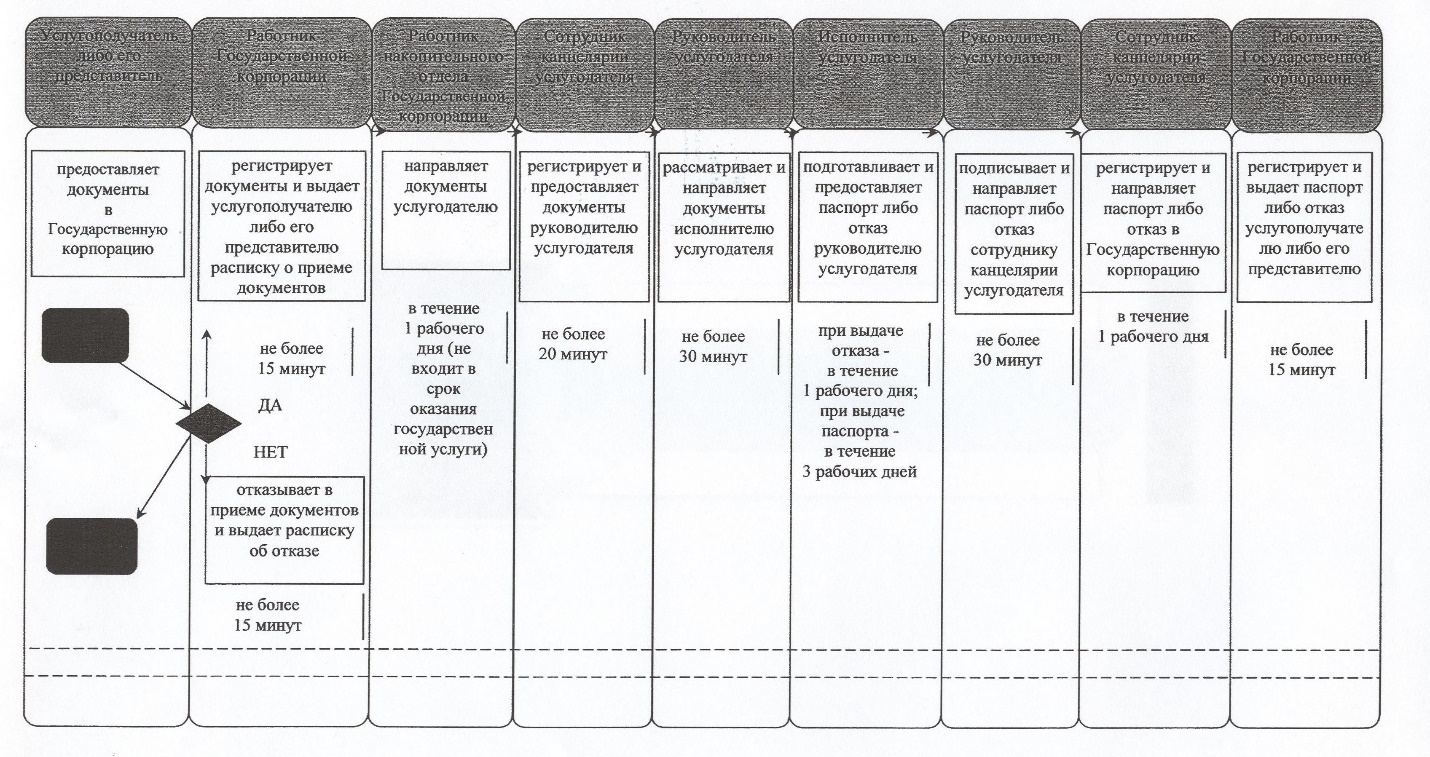 Услугополучатель
либо его
представитель
Работник
Государственной
корпорации
Работник
накопительного
отдела
Государственной
корпорации
Сотрудник
канцелярии
услугодателя
Руководитель
услугодателя
Исполнитель
услугодателя
Руководитель
услугодателя
Сотрудник
канцелярии
услугодателя
Работник
Государственной
корпорации
предоставляет
документы
в
Государственную
корпорацию
регистрирует
документы и выдает
услугополучателю
либо его
представителю
расписку о приеме
документов
не более
15 минут
ДА
НЕТ
отказывает в
приеме документов
и выдает расписку
об отказе
не более
15 минут
направляет
документы
услугодателю
в течение
1 рабочего
дня (не
входит в
срок
оказания
государствен
ной услуги)
регистрирует и
предоставляет
документы
руководителю
услугодателя
не более
20 минут
рассматривает и
направляет
документы
исполнителю
услугодателя
не более
30 минут
подготавливает и
предоставляет
паспорт либо
отказ
руководителю
услугодателя
при выдаче
отказа -
в течение
1 рабочего дня;
при выдаче
паспорта -
в течение
3 рабочих дней
подписывает и
направляет
паспорт либо
отказ
сотруднику
канцелярии
услугодателя
не более
30 минут
регистрирует и
направляет
паспорт либо
отказ в
Государственную
корпорацию
в течение
1 рабочего дня
регистрирует и
выдает паспорт
либо отказ
услугополучате
лю либо его
представителю
не более
15 минут